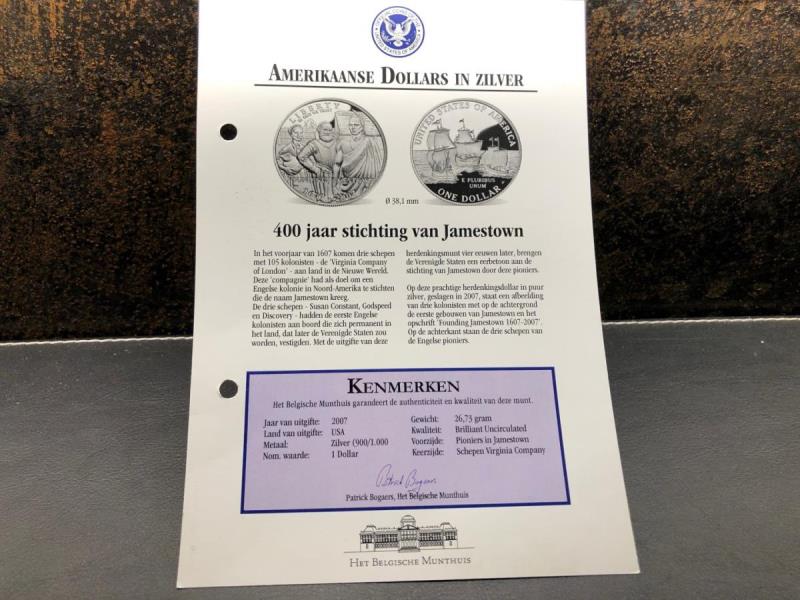 AMERIKAANSE DOLLARS IN ZILVER
LIBERTY
UNITED STATES OF AMERICA
E PLURIBUS
UNUM
ONE DOLLAR
Ø 38,1 mm
400 jaar stichting van Jamestown
In het voorjaar van 1607 komen drie schepen
met 105 kolonisten - de 'Virginia Company
of London' - aan land in de Nieuwe Wereld.
Deze 'compagnie' had als doel om een
Engelse kolonie in Noord-Amerika te stichten
die de naam Jamestown kreeg.
De drie schepen - Susan Constant, Godspeed
en Discovery - hadden de eerste Engelse
kolonisten aan boord die zich permanent in
het land, dat later de Verenigde Staten zou
worden, vestigden. Met de uitgifte van deze
herdenkingsmunt vier eeuwen later, brengen
de Verenigde Staten een eerbetoon aan de
stichting van Jamestown door deze pioniers.
Op deze prachtige herdenkingsdollar in puur
zilver, geslagen in 2007, staat een afbeelding
van drie kolonisten met op de achtergrond
de eerste gebouwen van Jamestown en het
opschrift 'Founding Jamestown 1607-2007'.
Op de achterkant staan de drie schepen van
de Engelse pioniers.
KENMERKEN
Het Belgische Munthuis garandeert de authenticiteit en kwaliteit van deze munt.
Jaar van uitgifte: 2007
Land van uitgifte: USA
Metaal: Zilver (900/1.000
Nom. waarde: 1 Dollar
Gewicht: 26,73 gram
Kwaliteit: Brilliant Uncirculated
Voorzijde: Pioniers in Jamestown
Keerzijde: Schepen Virginia Company
Patrick Bogaers
Patrick Bogaers, Het Belgische Munthuis
HET BELGISCHE MUNTHUIS